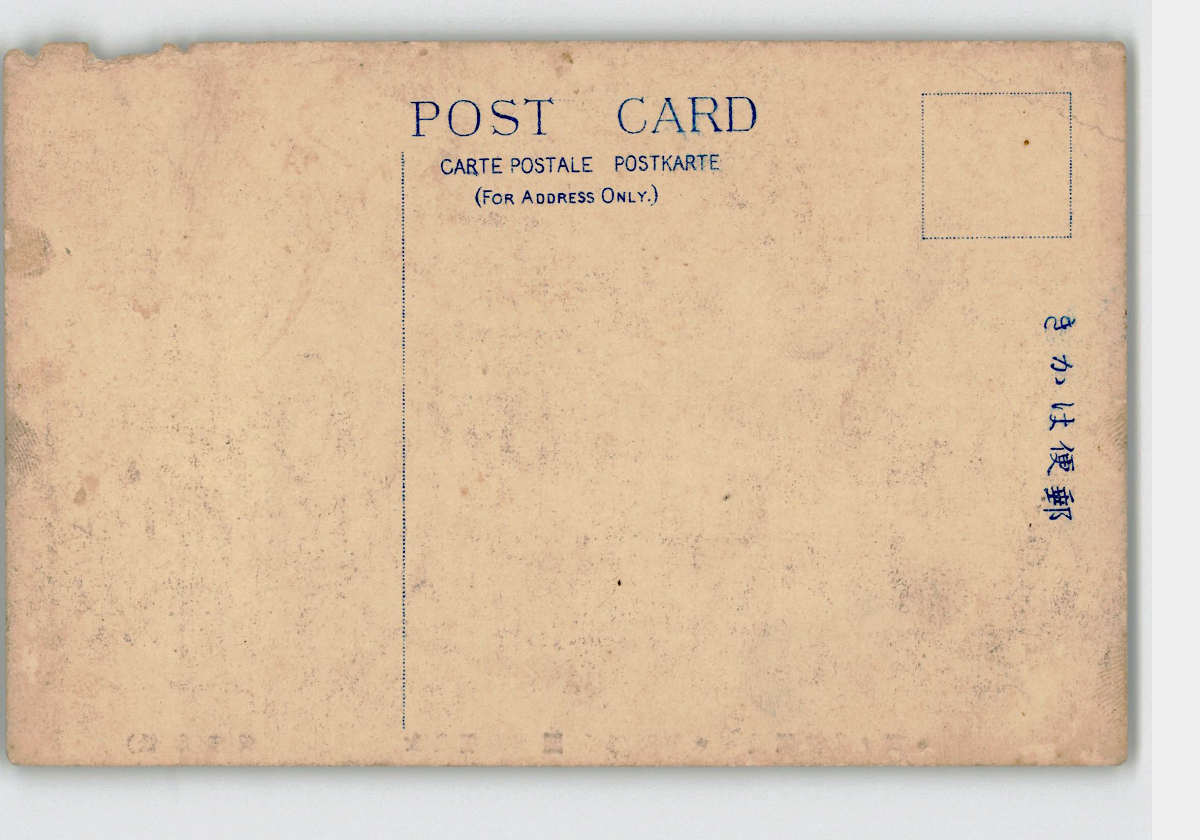 POST CARD
CARTE POSTALE POSTKARTE
(FOR ADDRESS ONLY.)
きかは便郵